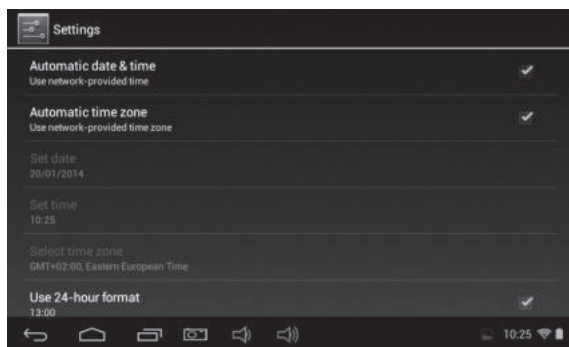 Settings
Automatic date & time
Use network-provided time
Automatic time zone
Use network-provided time zone
Set date
20/01/2014
Set time
10:25
Select time zone
GMT+02:00, Eastern European Time
Use 24-hour format
13:00
10:25